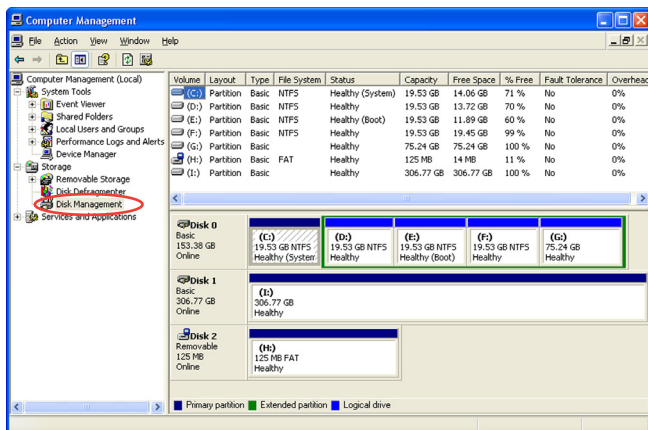 Computer Management
File Action View Window Help
Computer Management (Local)
System Tools
Event Viewer
Shared Folders
Local Users and Groups
Performance Logs and Alerts
Device Manager
Storage
Removable Storage
Disk Defragmenter
Disk Management
Services and Applications
Volume Layout Type File System Status Capacity Free Space % Free Fault Tolerance Overhead
(C:) Partition Basic NTFS Healthy (System) 19.53 GB 14.06 GB 71 % No 0%
(D:) Partition Basic NTFS Healthy 19.53 GB 13.72 GB 70 % No 0%
(E:) Partition Basic NTFS Healthy (Boot) 19.53 GB 11.89 GB 60 % No 0%
(F:) Partition Basic NTFS Healthy 19.53 GB 19.45 GB 99 % No 0%
(G:) Partition Basic Healthy 75.24 GB 75.24 GB 100 % No 0%
(H:) Partition Basic FAT Healthy 125 MB 14 MB 11 % No 0%
(I:) Partition Basic Healthy 306.77 GB 306.77 GB 100 % No 0%
Disk 0
Basic
153.38 GB
Online
(C:)
19.53 GB NTFS
Healthy (System
(D:)
19.53 GB NTFS
Healthy
(E:)
19.53 GB NTFS
Healthy (Boot)
(F:)
19.53 GB NTFS
Healthy
(G:)
75.24 GB
Healthy
Disk 1
Basic
306.77 GB
Online
(I:)
306.77 GB
Healthy
Disk 2
Removable
125 MB
Online
(H:)
125 MB FAT
Healthy
Primary partition Extended partition Logical drive